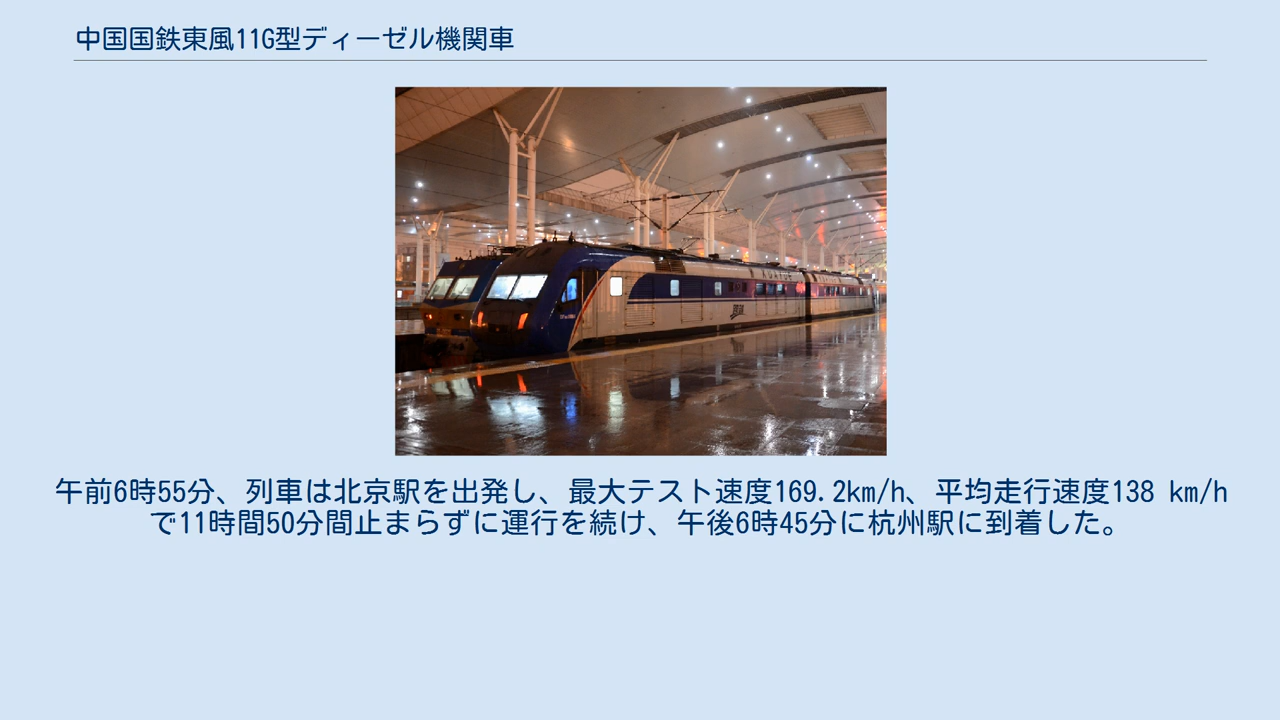 中国国鉄東風11G型ディーゼル機関車
午前6時55分、列車は北京駅を出発し、最大テスト速度169.2km/h、平均走行速度138 km/h
で11時間50分間止まらずに運行を続け、午後6時45分に杭州駅に到着した。